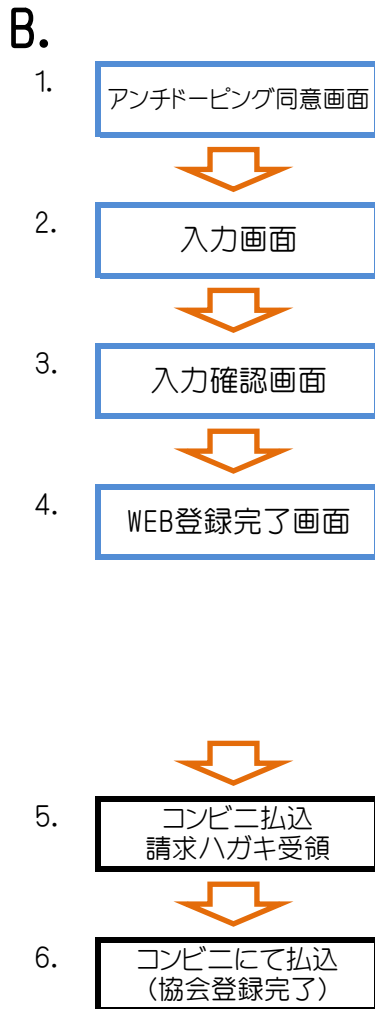 B.
1.
アンチドーピング同意画面
2.
入力画面
3.
入力確認画面
4.
WEB登録完了画面
5.
コンビニ払込
請求ハガキ受領
6.
コンビニにて払込
(協会登録完了)